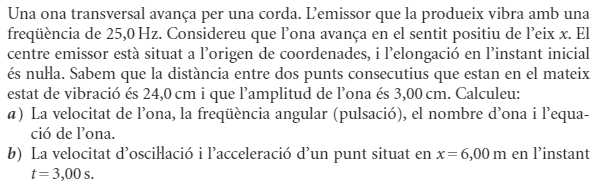 Una ona transversal avança per una corda. L’emissor que la produeix vibra amb una
freqüència de 25,0 Hz. Considereu que l’ona avança en el sentit positiu de l’eix x. El
centre emissor està situat a l’origen de coordenades, i l’elongació en l’instant inicial
és nuŀla. Sabem que la distància entre dos punts consecutius que estan en el mateix
estat de vibració és 24,0 cm i que l’amplitud de l’ona és 3,00 cm. Calculeu:
a) La velocitat de l’ona, la freqüència angular (pulsació), el nombre d’ona i l’equa-
ció de l’ona.
b) La velocitat d’osciŀlació i l’acceleració d’un punt situat en x = 6,00 m en l’instant
t = 3,00 s.